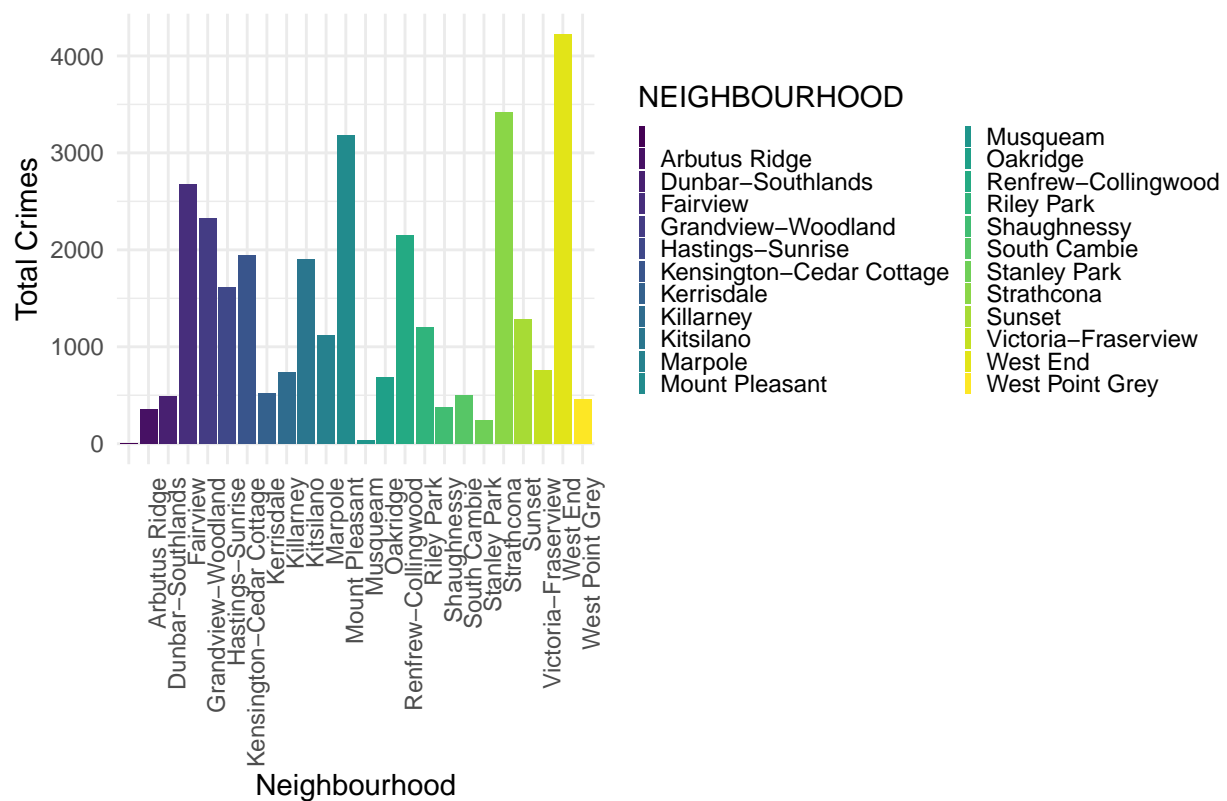 4000
3000
2000
1000
0
Total Crimes
Arbutus Ridge
Dunbar−Southlands
Fairview
Grandview−Woodland
Hastings−Sunrise
Kensington−Cedar Cottage
Kerrisdale
Killarney
Kitsilano
Marpole
Mount Pleasant
Musqueam
Oakridge
Renfrew−Collingwood
Riley Park
Shaughnessy
South Cambie
Stanley Park
Strathcona
Sunset
Victoria−Fraserview
West End
West Point Grey
Neighbourhood
NEIGHBOURHOOD
Arbutus Ridge
Dunbar−Southlands
Fairview
Grandview−Woodland
Hastings−Sunrise
Kensington−Cedar Cottage
Kerrisdale
Killarney
Kitsilano
Marpole
Mount Pleasant
Musqueam
Oakridge
Renfrew−Collingwood
Riley Park
Shaughnessy
South Cambie
Stanley Park
Strathcona
Sunset
Victoria−Fraserview
West End
West Point Grey